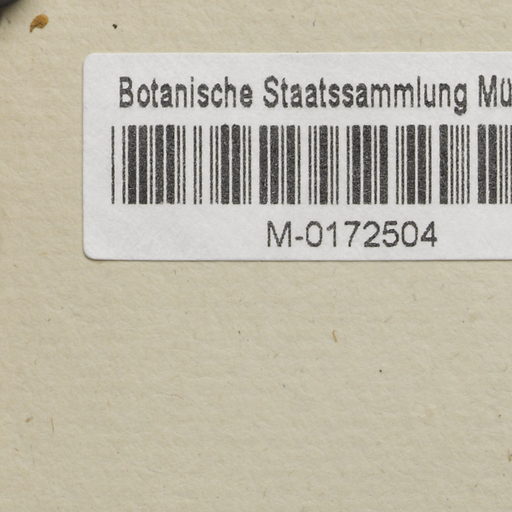 Botanische Staatssammlung Mü
M-0172504